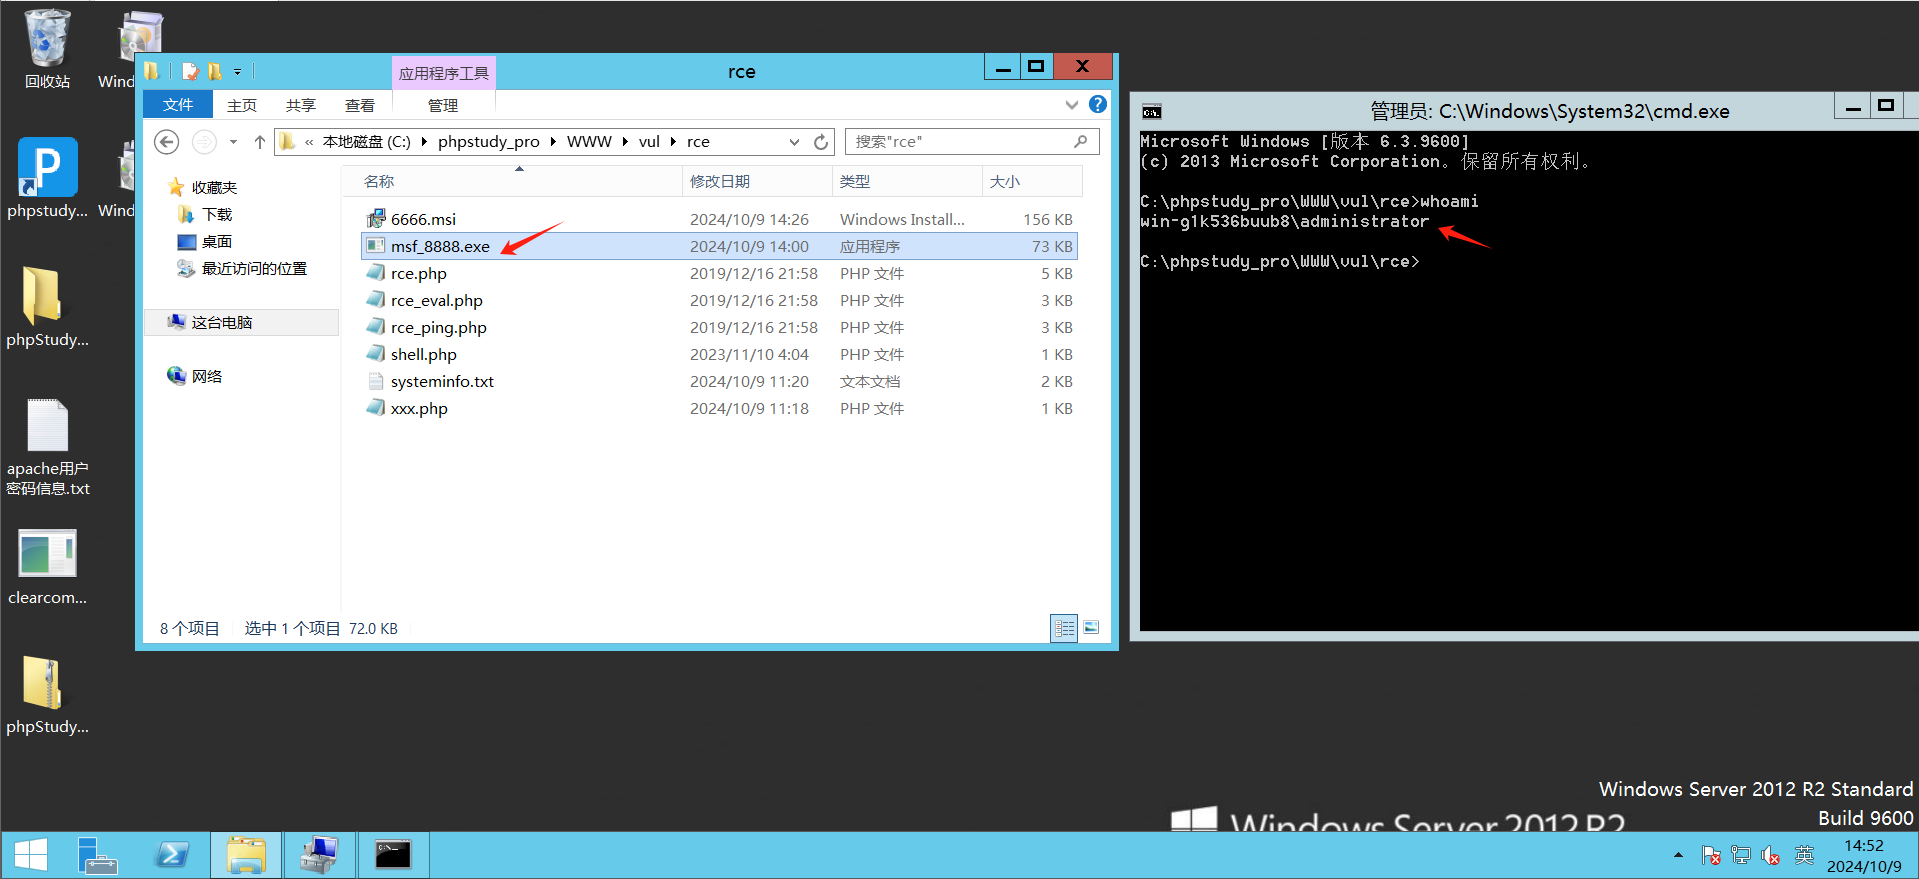 回收站
Wind
phpstudy...
Wind
phpStudy...
apache用户
密码信息.txt
clearcom...
phpStudy...
应用程序工具
rce
文件
主页
共享
查看
管理
« 本地磁盘 (C:) phpstudy_pro WWW vul rce
搜索"rce"
收藏夹
下载
桌面
最近访问的位置
这台电脑
网络
名称 修改日期 类型 大小
6666.msi 2024/10/9 14:26 Windows Install... 156 KB
msf_8888.exe 2024/10/9 14:00 应用程序 73 KB
rce.php 2019/12/16 21:58 PHP 文件 5 KB
rce_eval.php 2019/12/16 21:58 PHP 文件 3 KB
rce_ping.php 2019/12/16 21:58 PHP 文件 3 KB
shell.php 2023/11/10 4:04 PHP 文件 1 KB
systeminfo.txt 2024/10/9 11:20 文本文档 2 KB
xxx.php 2024/10/9 11:18 PHP 文件 1 KB
8 个项目 选中 1 个项目 72.0 KB
管理员: C:\Windows\System32\cmd.exe
Microsoft Windows [版本 6.3.9600]
(c) 2013 Microsoft Corporation。保留所有权利。
C:\phpstudy_pro\WWW\vul\rce>whoami
win-g1k536buub8\administrator
C:\phpstudy_pro\WWW\vul\rce>
Windows Server 2012 R2 Standard
Build 9600
Windows Server 2012 R2
英
14:52
2024/10/9